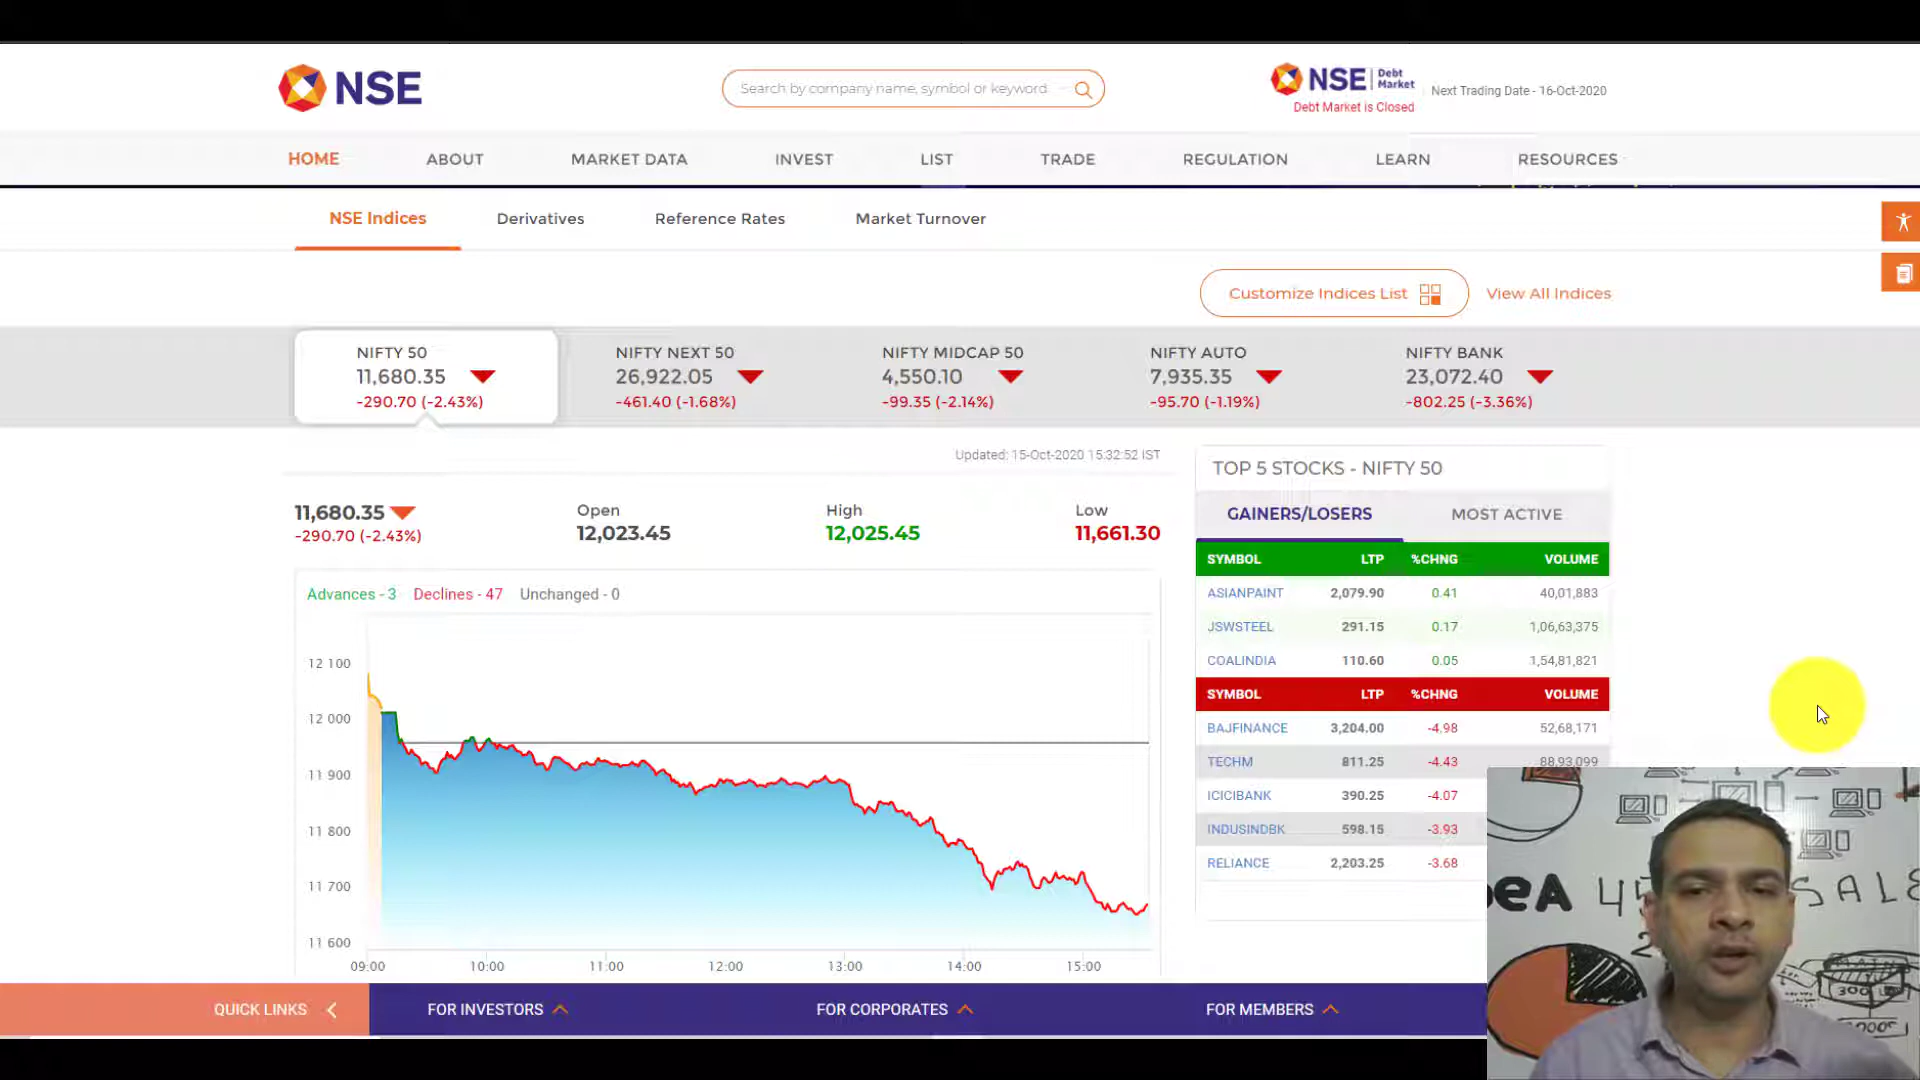 NSE
Search by company name, symbol or keyword
NSE Debt Market
Debt Market is Closed
Next Trading Date - 16-Oct-2020
HOME ABOUT MARKET DATA INVEST LIST TRADE REGULATION LEARN RESOURCES
NSE Indices Derivatives Reference Rates Market Turnover
Customize Indices List View All Indices
NIFTY 50 NIFTY NEXT 50 NIFTY MIDCAP 50 NIFTY AUTO NIFTY BANK
11,680.35 26,922.05 4,550.10 7,935.35 23,072.40
-290.70 (-2.43%) -461.40 (-1.68%) -99.35 (-2.14%) -95.70 (-1.19%) -802.25 (-3.36%)
Updated: 15-Oct-2020 15:32:52 IST
11,680.35 Open High Low
-290.70 (-2.43%) 12,023.45 12,025.45 11,661.30
Advances - 3 Declines - 47 Unchanged - 0
12 100
12 000
11 900
11 800
11 700
11 600
09:00 10:00 11:00 12:00 13:00 14:00 15:00
TOP 5 STOCKS - NIFTY 50
GAINERS/LOSERS MOST ACTIVE
SYMBOL LTP %CHNG VOLUME
ASIANPAINT 2,079.90 0.41 40,01,883
JSWSTEEL 291.15 0.17 1,06,63,375
COALINDIA 110.60 0.05 1,54,81,821
SYMBOL LTP %CHNG VOLUME
BAJFINANCE 3,204.00 -4.98 52,68,171
TECHM 811.25 -4.43 88,93,099
ICICIBANK 390.25 -4.07
INDUSINDBK 598.15 -3.93
RELIANCE 2,203.25 -3.68
QUICK LINKS FOR INVESTORS FOR CORPORATES FOR MEMBERS